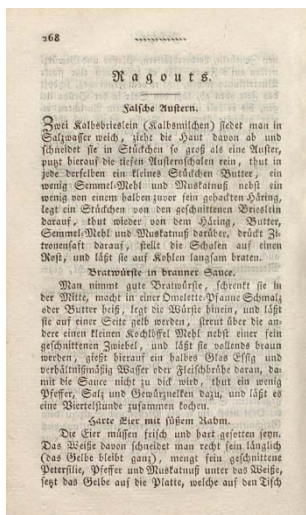 268
Ragouts.
Falsche Austern.
Zwei Kalbsbrieslein (Kalbsmilchen) siedet man in
Salzwasser weich, zieht die Haut davon ab und
schneidet sie in Stückchen so groß als eine Auster,
putzt hierauf die tiefen Austernschalen rein, thut in
jede derselben ein kleines Stückchen Butter, ein
wenig Semmel-Mehl und Muskatnuß nebst ein
wenig von einem halben zuvor fein gehackten Häring,
legt ein Stückchen von den geschnittenen Brieslein
darauf, thut wieder von dem Häring, Butter,
Semmel-Mehl und Muskatnuß darüber, drückt Zi-
tronensaft darauf, stellt die Schalen auf einen
Rost, und läßt sie auf Kohlen langsam braten.
Bratwürste in brauner Sauce.
Man nimmt gute Bratwürste, schrenkt sie in
der Mitte, macht in einer Omelette-Pfanne Schmalz
oder Butter heiß, legt die Würste hinein, und läßt
sie auf einer Seite gelb werden, streut über die an-
dere einen kleinen Kochlöffel Mehl nebst einer fein
geschnittenen Zwiebel, und läßt sie vollends braun
werden, gießt hierauf ein halbes Glas Essig und
verhältnißmäßig Wasser oder Fleischbrühe daran, da-
mit die Sauce nicht zu dick wird, thut ein wenig
Pfeffer, Salz und Gewürznelken dazu, und läßt es
eine Viertelstunde zusammen kochen.
Harte Eier mit süßem Rahm.
Die Eier müssen frisch und hart gesotten seyn.
Das Weiße davon schneidet man recht fein länglich
(das Gelbe bleibt ganz), mengt fein geschnittene
Petersilie, Pfeffer und Muskatnuß unter das Weiße,
setzt das Gelbe auf die Platte, welche auf den Tisch